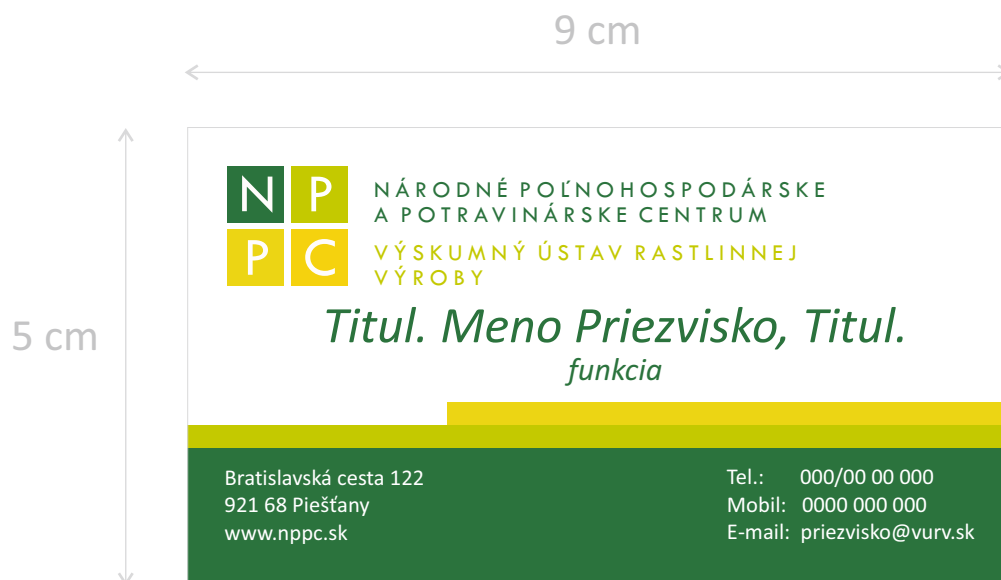 9 cm
5 cm
N P
P C
NÁRODNÉ POĽNOHOSPODÁRSKE
A POTRAVINÁRSKE CENTRUM
VÝSKUMNÝ ÚSTAV RASTLINNEJ
VÝROBY
Titul. Meno Priezvisko, Titul.
funkcia
Bratislavská cesta 122
921 68 Piešťany
www.nppc.sk
Tel.: 000/00 00 000
Mobil: 0000 000 000
E-mail: priezvisko@vurv.sk